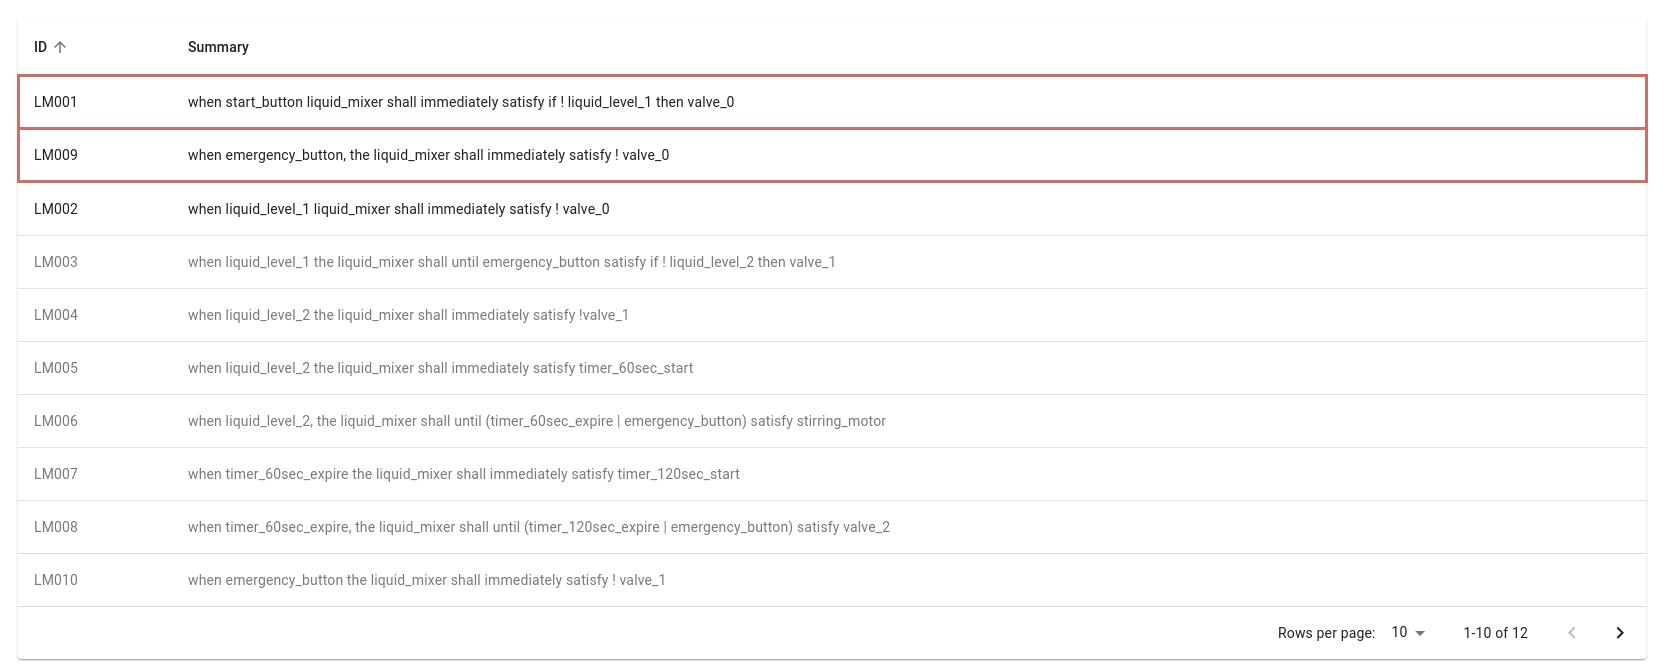 ID Summary
LM001 when start_button liquid_mixer shall immediately satisfy if ! liquid_level_1 then valve_0
LM009 when emergency_button, the liquid_mixer shall immediately satisfy ! valve_0
LM002 when liquid_level_1 liquid_mixer shall immediately satisfy ! valve_0
LM003 when liquid_level_1 the liquid_mixer shall until emergency_button satisfy if ! liquid_level_2 then valve_1
LM004 when liquid_level_2 the liquid_mixer shall immediately satisfy !valve_1
LM005 when liquid_level_2 the liquid_mixer shall immediately satisfy timer_60sec_start
LM006 when liquid_level_2, the liquid_mixer shall until (timer_60sec_expire | emergency_button) satisfy stirring_motor
LM007 when timer_60sec_expire the liquid_mixer shall immediately satisfy timer_120sec_start
LM008 when timer_60sec_expire, the liquid_mixer shall until (timer_120sec_expire | emergency_button) satisfy valve_2
LM010 when emergency_button the liquid_mixer shall immediately satisfy ! valve_1
Rows per page: 10 1-10 of 12